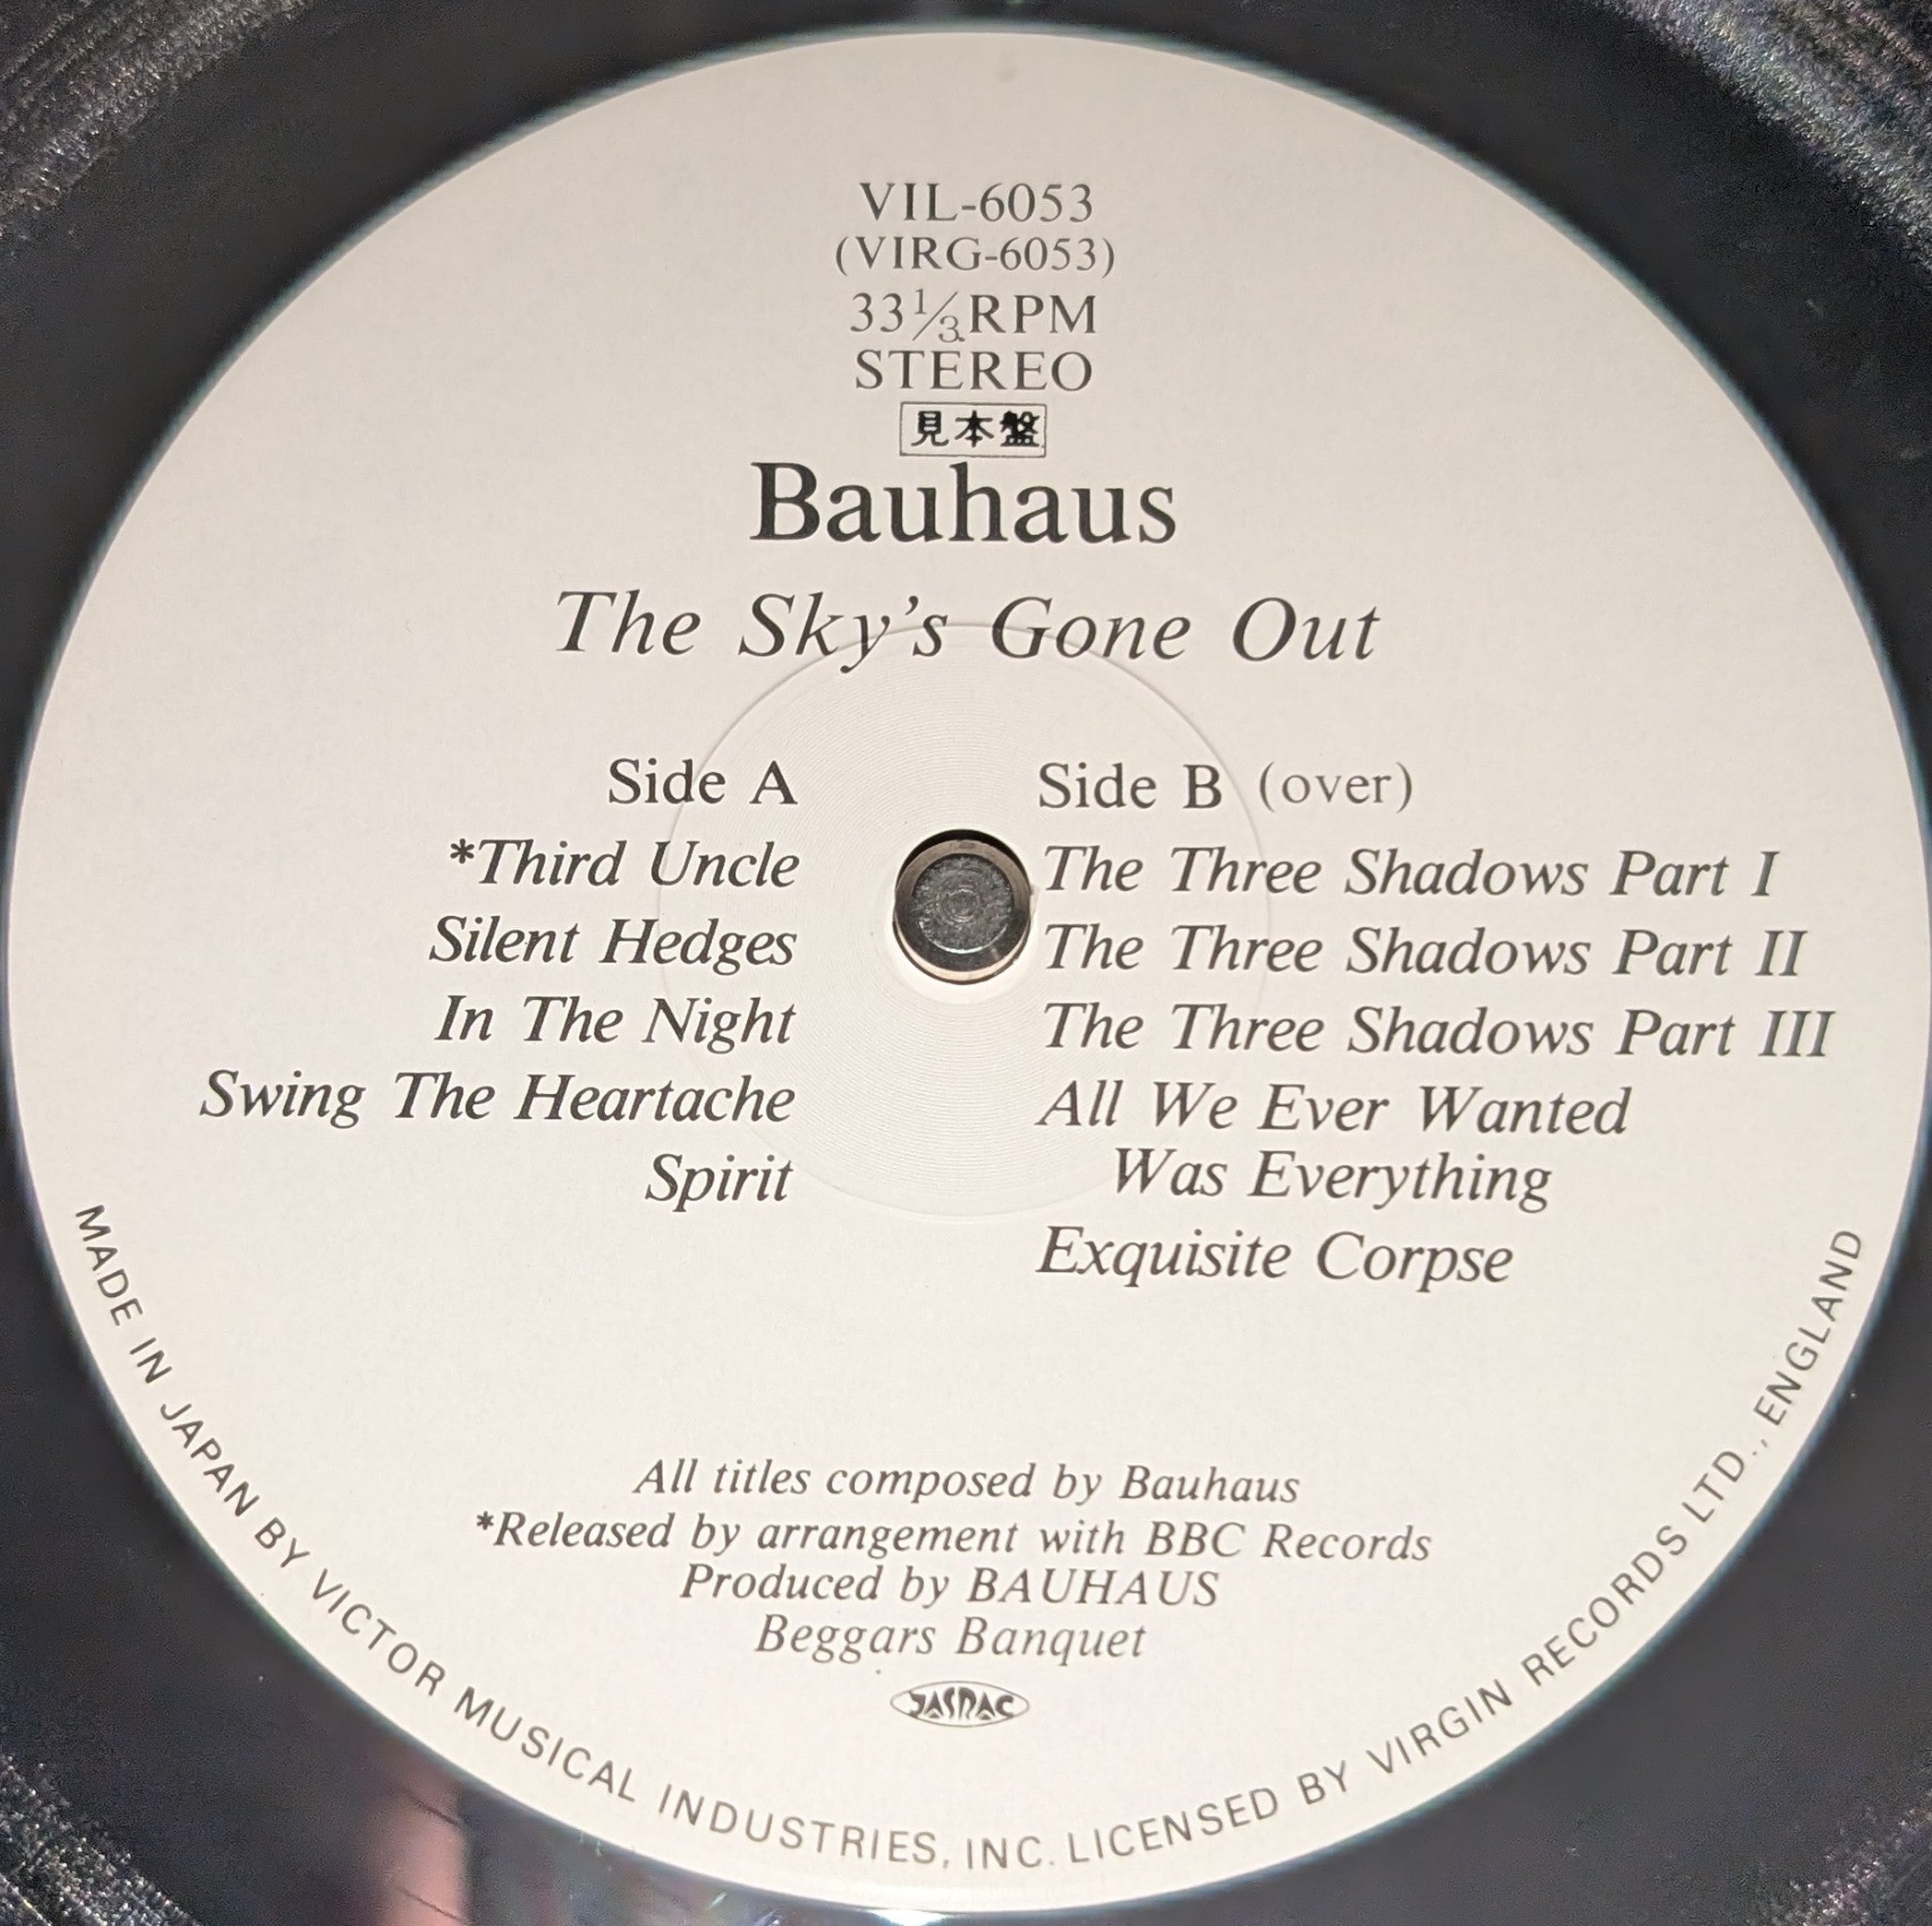 VIL-6053
(VIRG-6053)
33⅓RPM
STEREO
見本盤
Bauhaus
The Sky's Gone Out
Side A
*Third Uncle
Silent Hedges
In The Night
Swing The Heartache
Spirit
Side B (over)
The Three Shadows Part I
The Three Shadows Part II
The Three Shadows Part III
All We Ever Wanted
Was Everything
Exquisite Corpse
All titles composed by Bauhaus
*Released by arrangement with BBC Records
Produced by BAUHAUS
Beggars Banquet
JASRAC
MADE IN JAPAN BY VICTOR MUSICAL INDUSTRIES, INC. LICENSED BY VIRGIN RECORDS LTD., ENGLAND